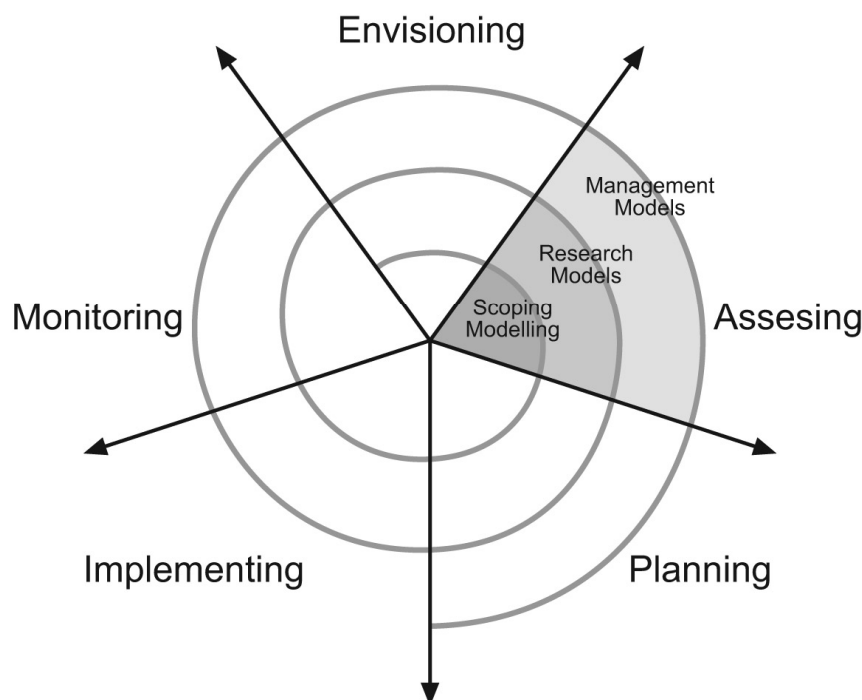 Envisioning
Management
Models
Research
Models
Scoping
Modelling
Monitoring
Assesing
Implementing
Planning